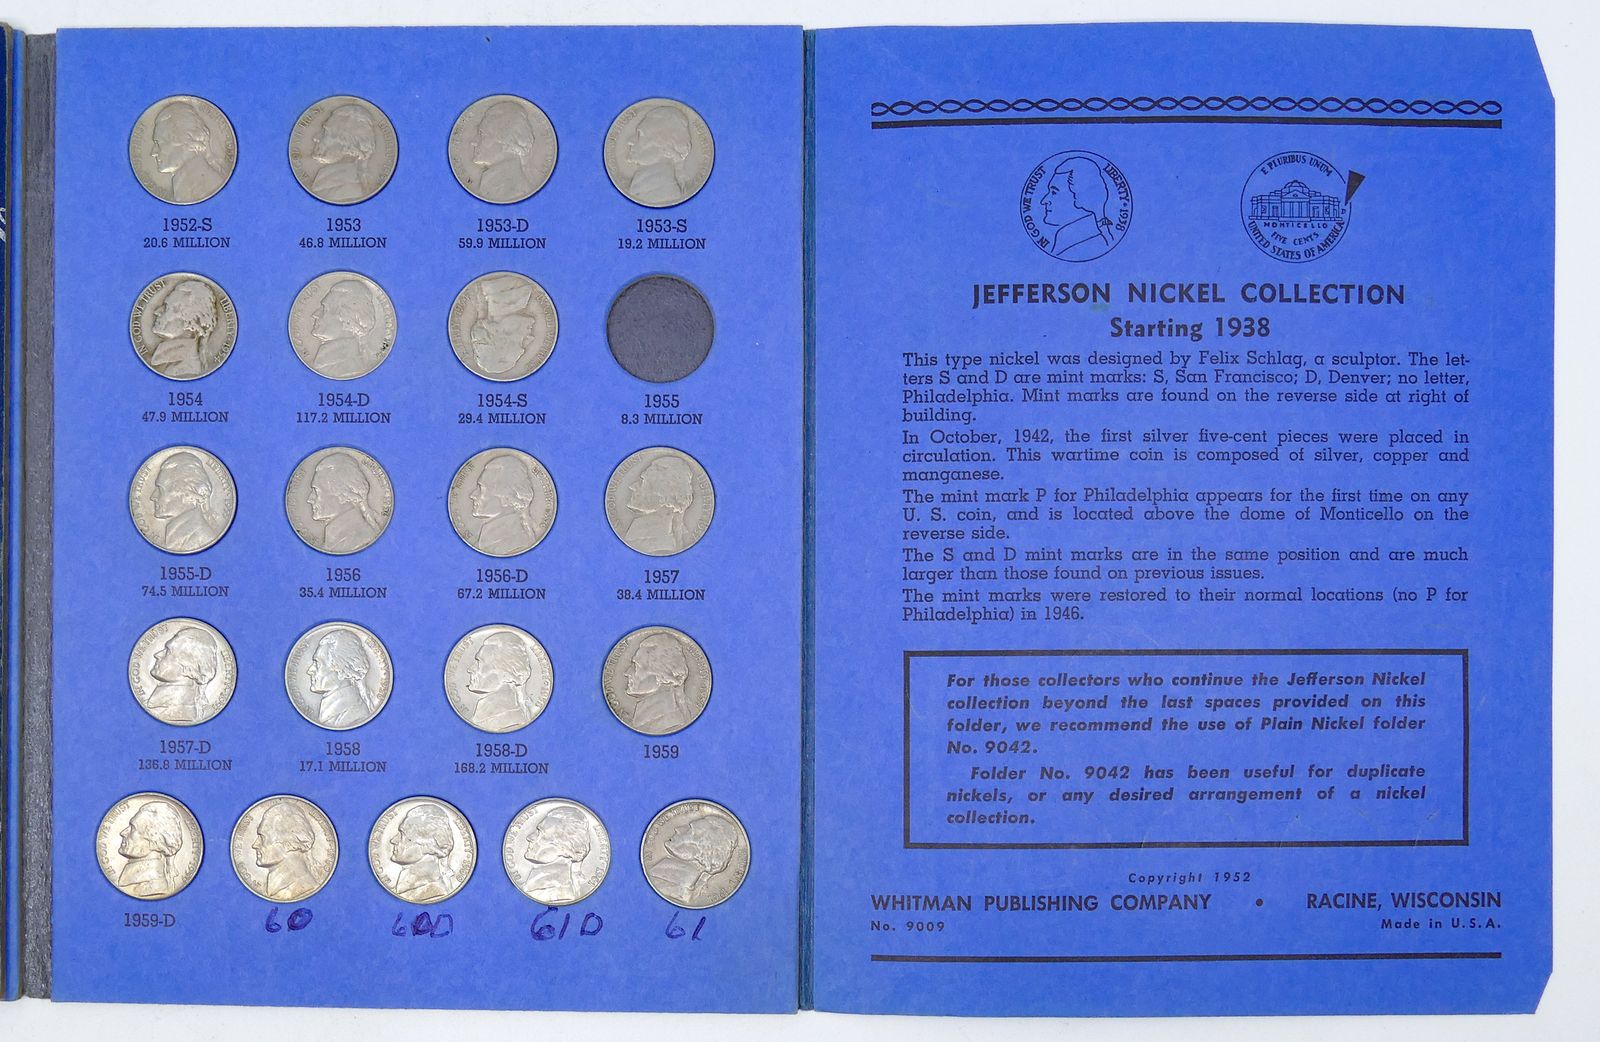 1952-S
20.6 MILLION
1953
46.8 MILLION
1953-D
59.9 MILLION
1953-S
19.2 MILLION
1954
47.9 MILLION
1954-D
117.2 MILLION
1954-S
29.4 MILLION
1955
8.3 MILLION
1955-D
74.5 MILLION
1956
35.4 MILLION
1956-D
67.2 MILLION
1957
38.4 MILLION
1957-D
136.8 MILLION
1958
17.1 MILLION
1958-D
168.2 MILLION
1959
1959-D
60
60D
61D
61
IN GOD WE TRUST LIBERTY * 1938
E PLURIBUS UNUM
MONTICELLO
FIVE CENTS
UNITED STATES OF AMERICA
JEFFERSON NICKEL COLLECTION
Starting 1938
This type nickel was designed by Felix Schlag, a sculptor. The let-
ters S and D are mint marks: S, San Francisco; D, Denver; no letter,
Philadelphia. Mint marks are found on the reverse side at right of
building.
In October, 1942, the first silver five-cent pieces were placed in
circulation. This wartime coin is composed of silver, copper and
manganese.
The mint mark P for Philadelphia appears for the first time on any
U. S. coin, and is located above the dome of Monticello on the
reverse side.
The S and D mint marks are in the same position and are much
larger than those found on previous issues.
The mint marks were restored to their normal locations (no P for
Philadelphia) in 1946.
For those collectors who continue the Jefferson Nickel
collection beyond the last spaces provided on this
folder, we recommend the use of Plain Nickel folder
No. 9042.
Folder No. 9042 has been useful for duplicate
nickels, or any desired arrangement of a nickel
collection.
Copyright 1952
WHITMAN PUBLISHING COMPANY • RACINE, WISCONSIN
No. 9009
Made in U.S.A.